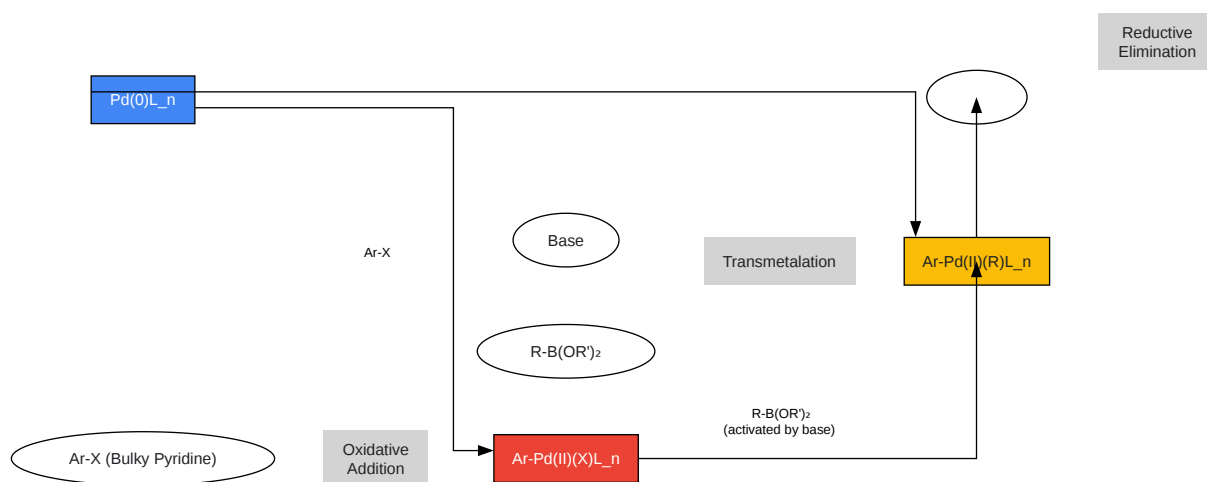 Reductive
Elimination
Pd(0)L_n
Base
Ar-X
Transmetalation
Ar-Pd(II)(R)L_n
R-B(OR')₂
R-B(OR')₂
(activated by base)
Ar-X (Bulky Pyridine)
Oxidative
Addition
Ar-Pd(II)(X)L_n